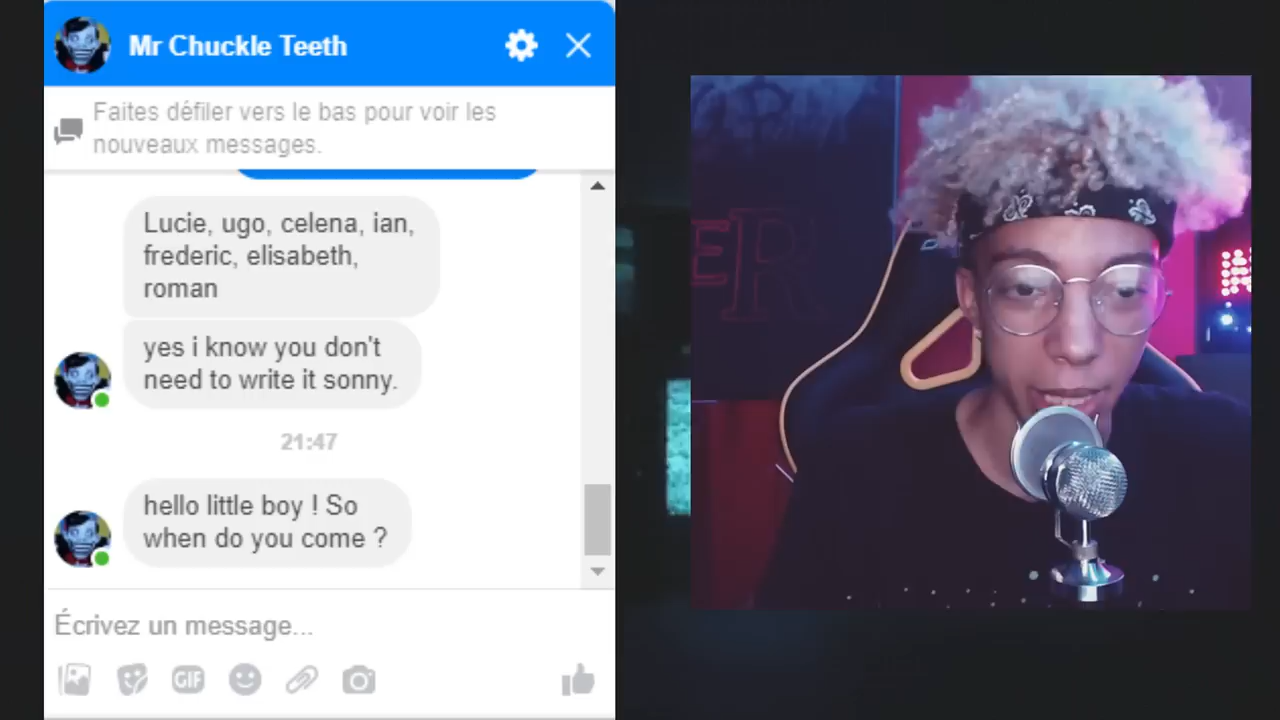 Mr Chuckle Teeth
Faites défiler vers le bas pour voir les
nouveaux messages.
Lucie, ugo, celena, ian,
frederic, elisabeth,
roman
yes i know you don't
need to write it sonny.
21:47
hello little boy ! So
when do you come ?
Écrivez un message...
GIF
ER